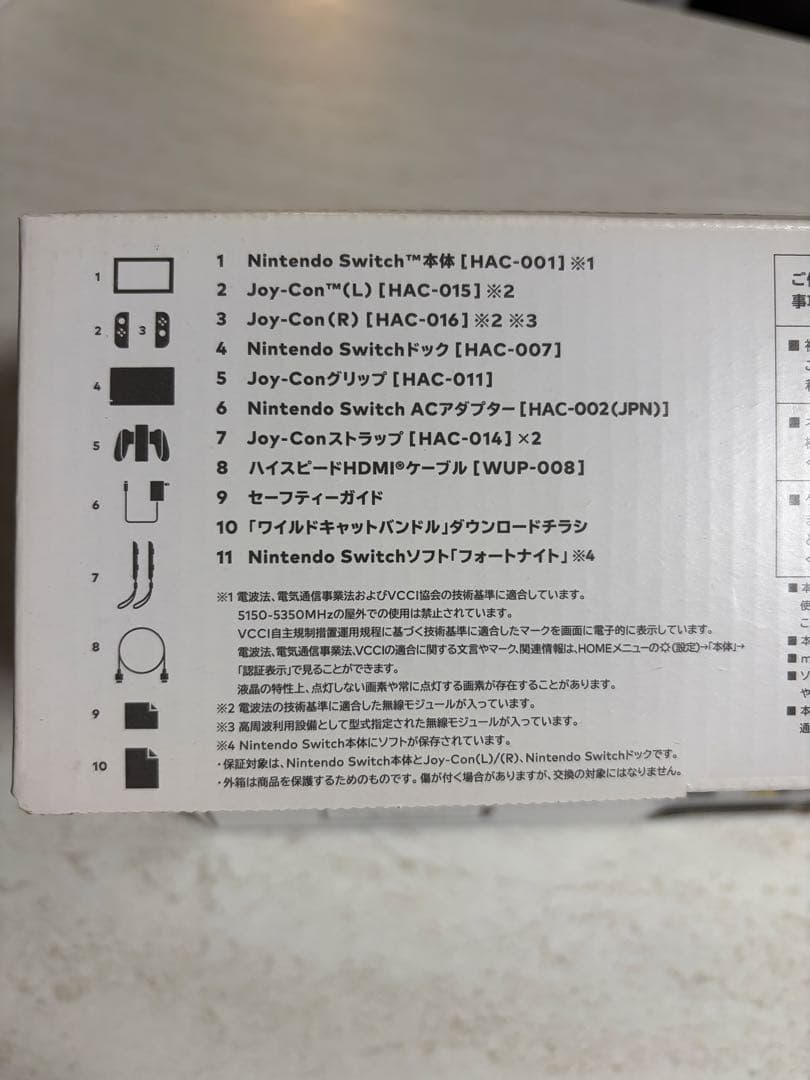 1 Nintendo Switch™本体 [HAC-001] ※1
2 Joy-Con™(L) [HAC-015] ※2
3 Joy-Con(R) [HAC-016] ※2 ※3
4 Nintendo Switchドック [HAC-007]
5 Joy-Conグリップ [HAC-011]
6 Nintendo Switch ACアダプター [HAC-002(JPN)]
7 Joy-Conストラップ [HAC-014] ×2
8 ハイスピードHDMI®ケーブル [WUP-008]
9 セーフティーガイド
10 「ワイルドキャットバンドル」ダウンロードチラシ
11 Nintendo Switchソフト「フォートナイト」 ※4
※1 電波法、電気通信事業法およびVCCI協会の技術基準に適合しています。
5150-5350MHzの屋外での使用は禁止されています。
VCCI自主規制措置運用規程に基づく技術基準に適合したマークを画面に電子的に表示しています。
電波法、電気通信事業法、VCCIの適合に関する文言やマーク、関連情報は、HOMEメニューの(設定)→「本体」→
「認証表示」で見ることができます。
液晶の特性上、点灯しない画素や常に点灯する画素が存在することがあります。
※2 電波法の技術基準に適合した無線モジュールが入っています。
※3 高周波利用設備として型式指定された無線モジュールが入っています。
※4 Nintendo Switch本体にソフトが保存されています。
・保証対象は、Nintendo Switch本体とJoy-Con(L)/(R)、Nintendo Switchドックです。
・外箱は商品を保護するためのものです。傷が付く場合がありますが、交換の対象にはなりません。
1
2 3
4
5
6
7
8
9
10